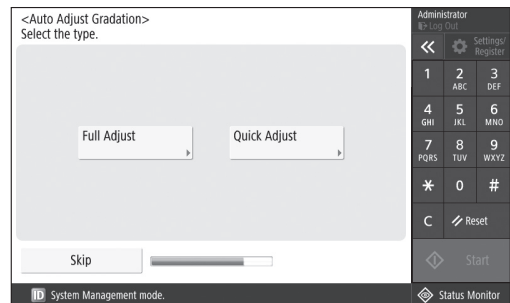 <Auto Adjust Gradation>
Select the type.
Full Adjust
Quick Adjust
Skip
ID System Management mode.
Administrator
Log Out
Settings/
Register
1
2
ABC
3
DEF
4
GHI
5
JKL
6
MNO
7
PQRS
8
TUV
9
WXYZ
0
#
C
Reset
Start
Status Monitor